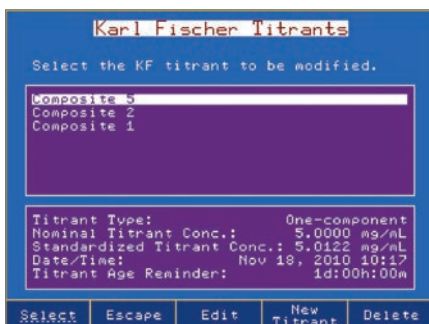 Karl Fischer Titrants
Select the KF titrant to be modified.
Composite 5
Composite 2
Composite 1
Titrant Type: One-component
Nominal Titrant Conc.: 5.0000 mg/mL
Standardized Titrant Conc.: 5.0122 mg/mL
Date/Time: Nov 18, 2010 10:17
Titrant Age Reminder: 1d:00h:00m
Select Escape Edit New Titrant Delete